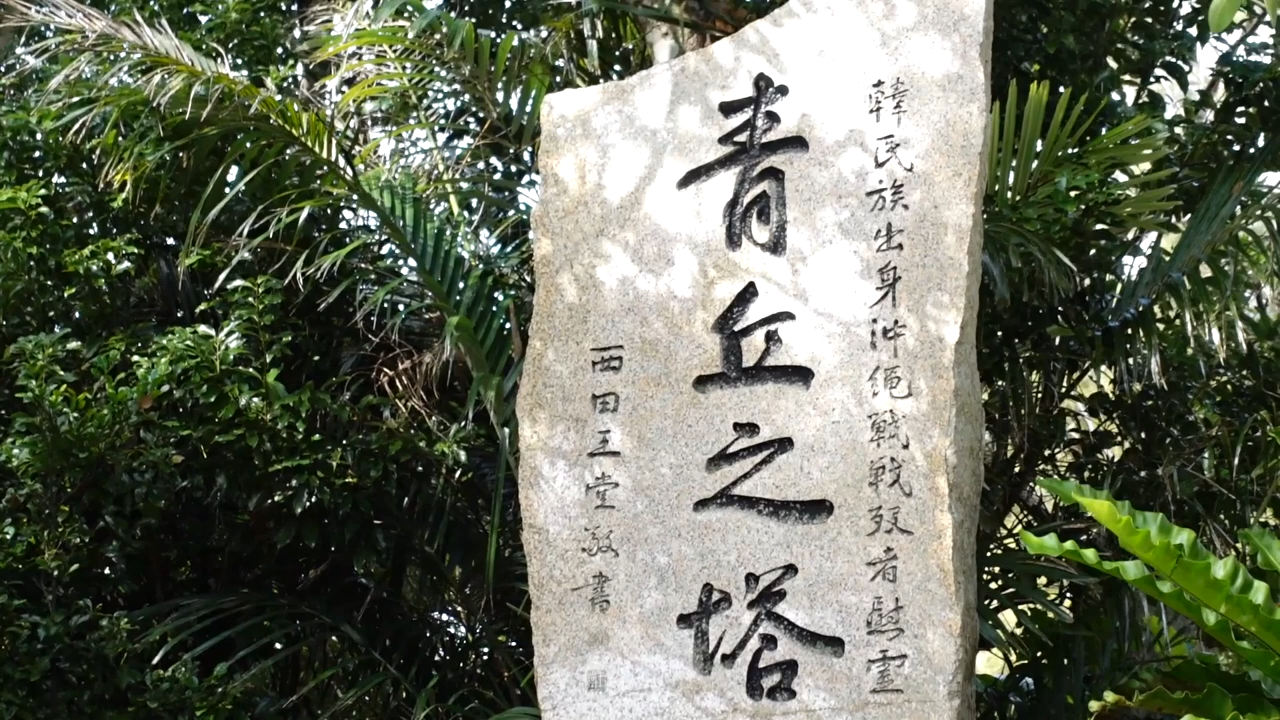 韓民族出身沖縄戦戦歿者慰霊
青丘之塔
西田王堂敬書